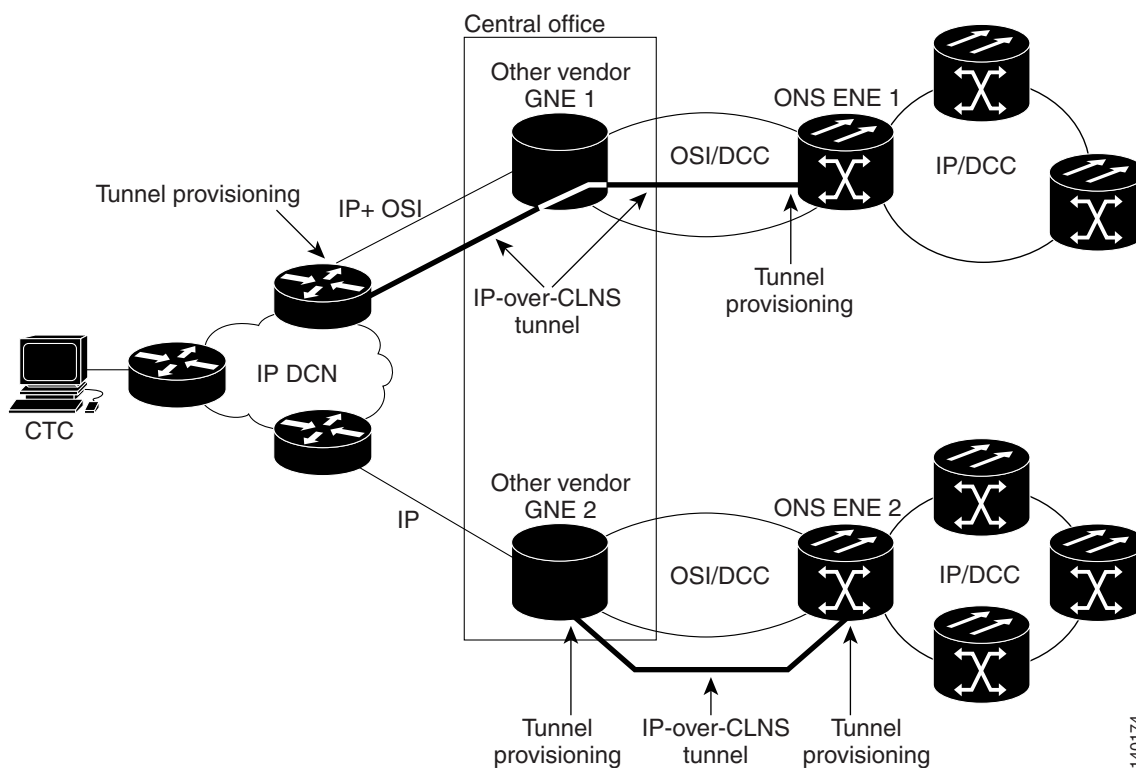 Central office
Other vendor
GNE 1
ONS ENE 1
OSI/DCC
IP/DCC
Tunnel provisioning
IP+ OSI
IP-over-CLNS
tunnel
Tunnel
provisioning
IP DCN
CTC
Other vendor
GNE 2
ONS ENE 2
IP
OSI/DCC
IP/DCC
Tunnel
provisioning
IP-over-CLNS
tunnel
Tunnel
provisioning
140174